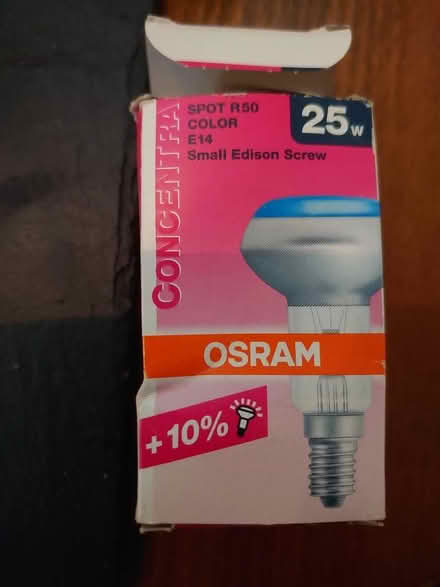 SPOT R50
COLOR
E14
Small Edison Screw
25w
CONCENTRA
OSRAM
+10%